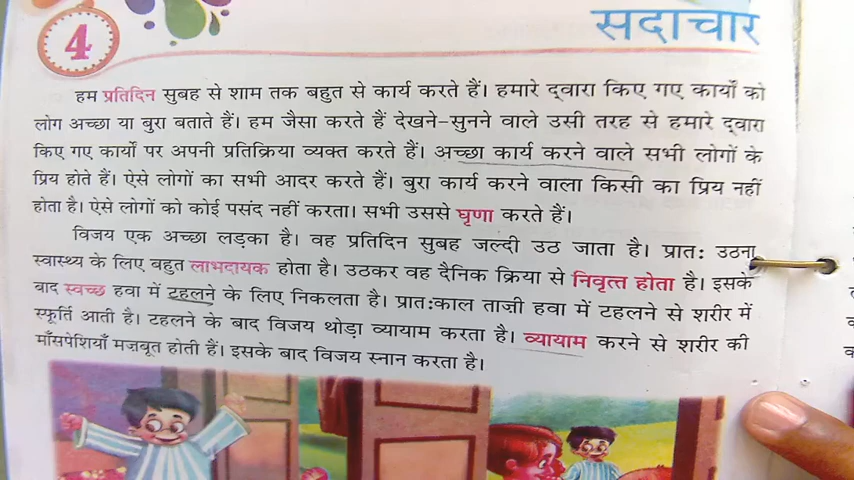 4
सदाचार
हम प्रतिदिन सुबह से शाम तक बहुत से कार्य करते हैं। हमारे द्वारा किए गए कार्यों को
लोग अच्छा या बुरा बताते हैं। हम जैसा करते हैं देखने-सुनने वाले उसी तरह से हमारे द्वारा
किए गए कार्यों पर अपनी प्रतिक्रिया व्यक्त करते हैं। अच्छा कार्य करने वाले सभी लोगों के
प्रिय होते हैं। ऐसे लोगों का सभी आदर करते हैं। बुरा कार्य करने वाला किसी का प्रिय नहीं
होता है। ऐसे लोगों को कोई पसंद नहीं करता। सभी उससे घृणा करते हैं।
विजय एक अच्छा लड़का है। वह प्रतिदिन सुबह जल्दी उठ जाता है। प्रातः उठना
स्वास्थ्य के लिए बहुत लाभदायक होता है। उठकर वह दैनिक क्रिया से निवृत्त होता है। इसके
बाद स्वच्छ हवा में टहलने के लिए निकलता है। प्रातःकाल ताज़ी हवा में टहलने से शरीर में
स्फूर्ति आती है। टहलने के बाद विजय थोड़ा व्यायाम करता है। व्यायाम करने से शरीर की
माँसपेशियाँ मज़बूत होती हैं। इसके बाद विजय स्नान करता है।